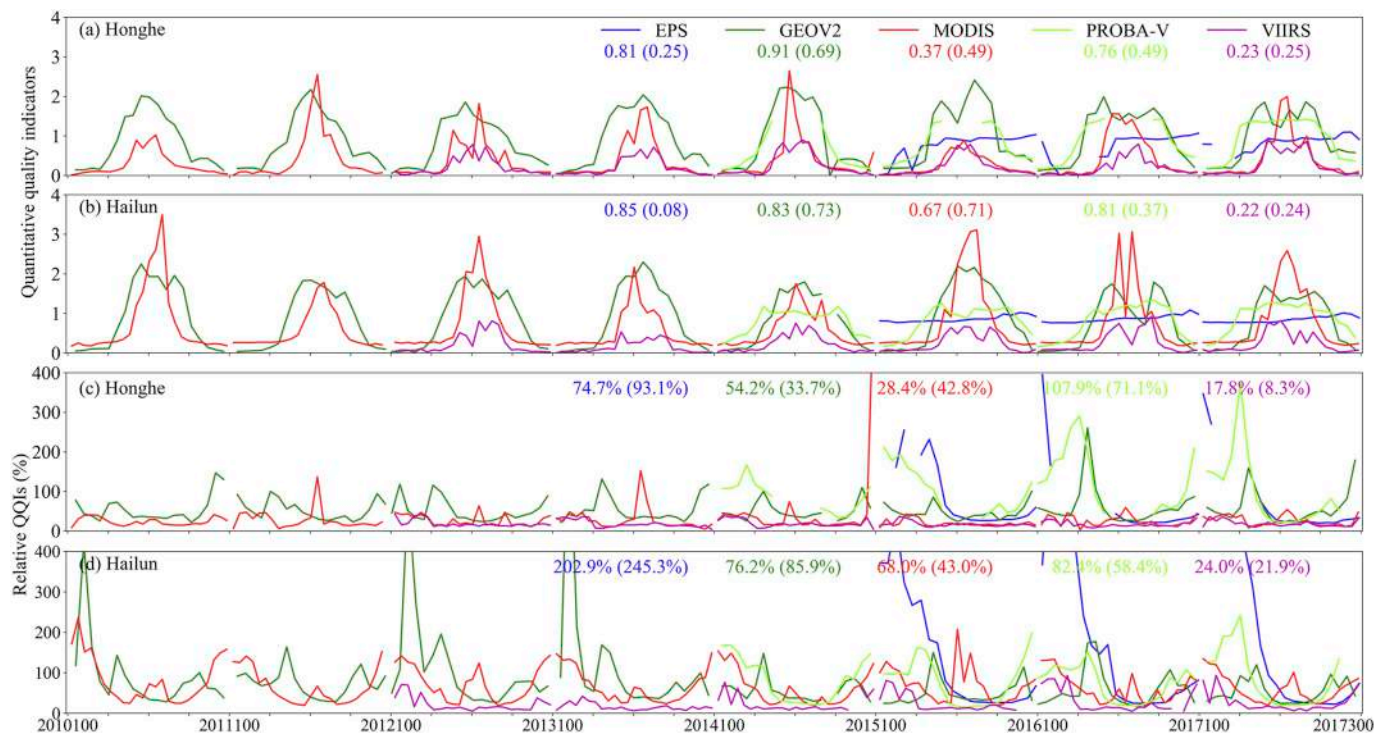 (a) Honghe
EPS GEOV2 MODIS PROBA-V VIIRS
0.81 (0.25) 0.91 (0.69) 0.37 (0.49) 0.76 (0.49) 0.23 (0.25)
4
3
2
1
0
(b) Hailun
0.85 (0.08) 0.83 (0.73) 0.67 (0.71) 0.81 (0.37) 0.22 (0.24)
4
3
2
1
0
Quantitative quality indicators
(c) Honghe
74.7% (93.1%) 54.2% (33.7%) 28.4% (42.8%) 107.9% (71.1%) 17.8% (8.3%)
400
300
200
100
0
(d) Hailun
202.9% (245.3%) 76.2% (85.9%) 68.0% (43.0%) 82.4% (58.4%) 24.0% (21.9%)
400
300
200
100
0
Relative QQIs (%)
2010100 2011100 2012100 2013100 2014100 2015100 2016100 2017100 2017300